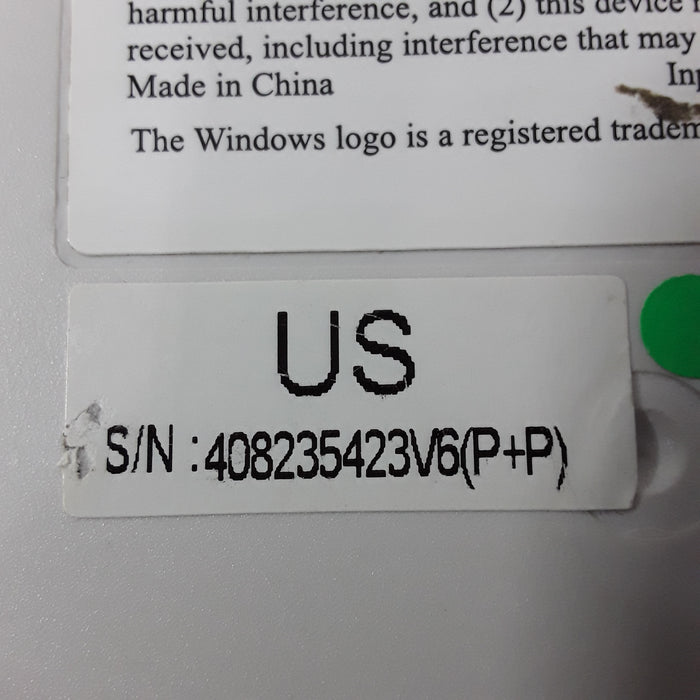 harmful interference, and (2) this device
received, including interference that may
Made in China
The Windows logo is a registered
US
S/N :408235423V6(P+P)